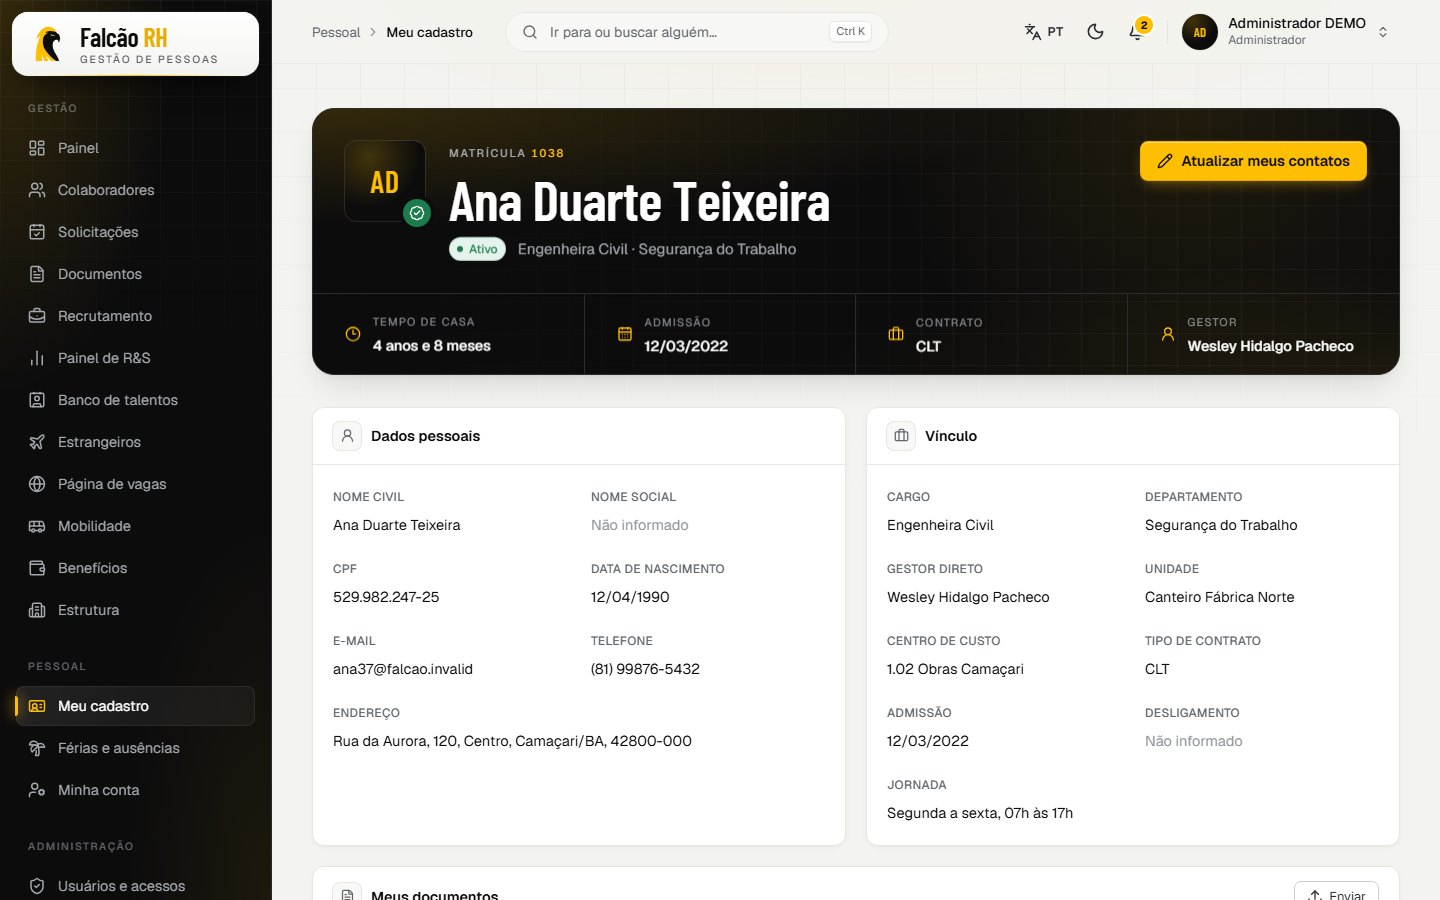 Falcão RH
GESTÃO DE PESSOAS
GESTÃO
Painel
Colaboradores
Solicitações
Documentos
Recrutamento
Painel de R&S
Banco de talentos
Estrangeiros
Página de vagas
Mobilidade
Benefícios
Estrutura
PESSOAL
Meu cadastro
Férias e ausências
Minha conta
ADMINISTRAÇÃO
Usuários e acessos
Pessoal > Meu cadastro
Ir para ou buscar alguém...
Ctrl K
PT
2
AD
Administrador DEMO
Administrador
AD
MATRÍCULA 1038
Ana Duarte Teixeira
Ativo
Engenheira Civil · Segurança do Trabalho
Atualizar meus contatos
TEMPO DE CASA
4 anos e 8 meses
ADMISSÃO
12/03/2022
CONTRATO
CLT
GESTOR
Wesley Hidalgo Pacheco
Dados pessoais
NOME CIVIL
Ana Duarte Teixeira
NOME SOCIAL
Não informado
CPF
529.982.247-25
DATA DE NASCIMENTO
12/04/1990
E-MAIL
ana37@falcao.invalid
TELEFONE
(81) 99876-5432
ENDEREÇO
Rua da Aurora, 120, Centro, Camaçari/BA, 42800-000
Vínculo
CARGO
Engenheira Civil
DEPARTAMENTO
Segurança do Trabalho
GESTOR DIRETO
Wesley Hidalgo Pacheco
UNIDADE
Canteiro Fábrica Norte
CENTRO DE CUSTO
1.02 Obras Camaçari
TIPO DE CONTRATO
CLT
ADMISSÃO
12/03/2022
DESLIGAMENTO
Não informado
JORNADA
Segunda a sexta, 07h às 17h
Meus documentos
Enviar